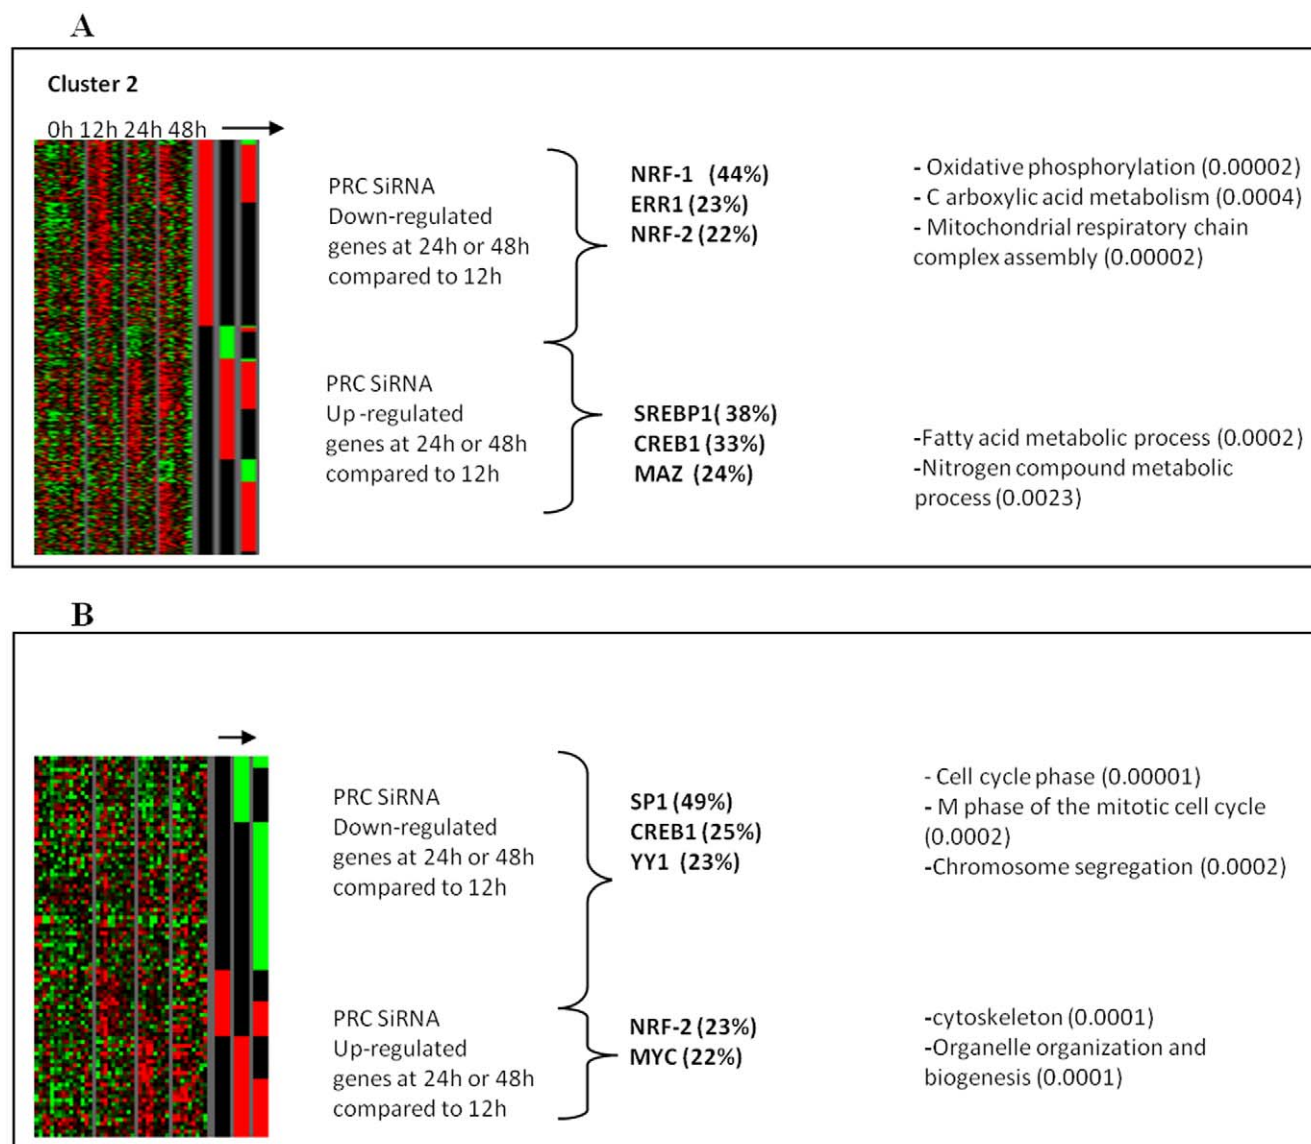 A
Cluster 2
0h 12h 24h 48h
PRC SiRNA
Down-regulated
genes at 24h or 48h
compared to 12h
NRF-1 (44%)
ERR1 (23%)
NRF-2 (22%)
- Oxidative phosphorylation (0.00002)
- C arboxylic acid metabolism (0.0004)
- Mitochondrial respiratory chain
complex assembly (0.00002)
PRC SiRNA
Up -regulated
genes at 24h or 48h
compared to 12h
SREBP1( 38%)
CREB1 (33%)
MAZ (24%)
-Fatty acid metabolic process (0.0002)
-Nitrogen compound metabolic
process (0.0023)
B
PRC SiRNA
Down-regulated
genes at 24h or 48h
compared to 12h
SP1 (49%)
CREB1 (25%)
YY1 (23%)
- Cell cycle phase (0.00001)
- M phase of the mitotic cell cycle
(0.0002)
-Chromosome segregation (0.0002)
PRC SiRNA
Up-regulated
genes at 24h or 48h
compared to 12h
NRF-2 (23%)
MYC (22%)
-cytoskeleton (0.0001)
-Organelle organization and
biogenesis (0.0001)